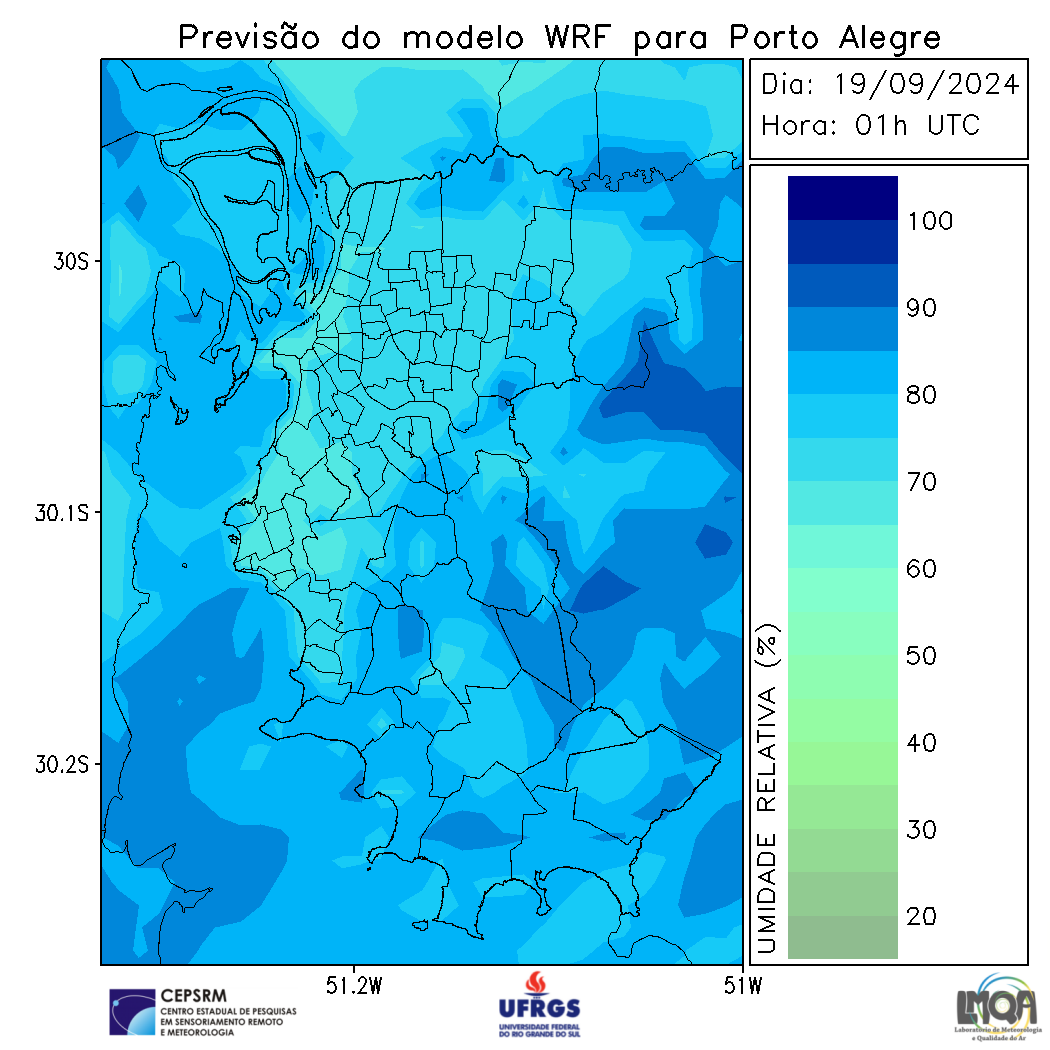 Previsão do modelo WRF para Porto Alegre
Dia: 19/09/2024
Hora: 01h UTC
30S
30.1S
30.2S
51.2W
51W
100
90
80
70
60
50
40
30
20
UMIDADE RELATIVA (%)
CEPSRM
CENTRO ESTADUAL DE PESQUISAS
EM SENSORIAMENTO REMOTO
E METEOROLOGIA
UFRGS
UNIVERSIDADE FEDERAL
DO RIO GRANDE DO SUL
LMQA
Laboratório de Meteorologia
e Qualidade do Ar